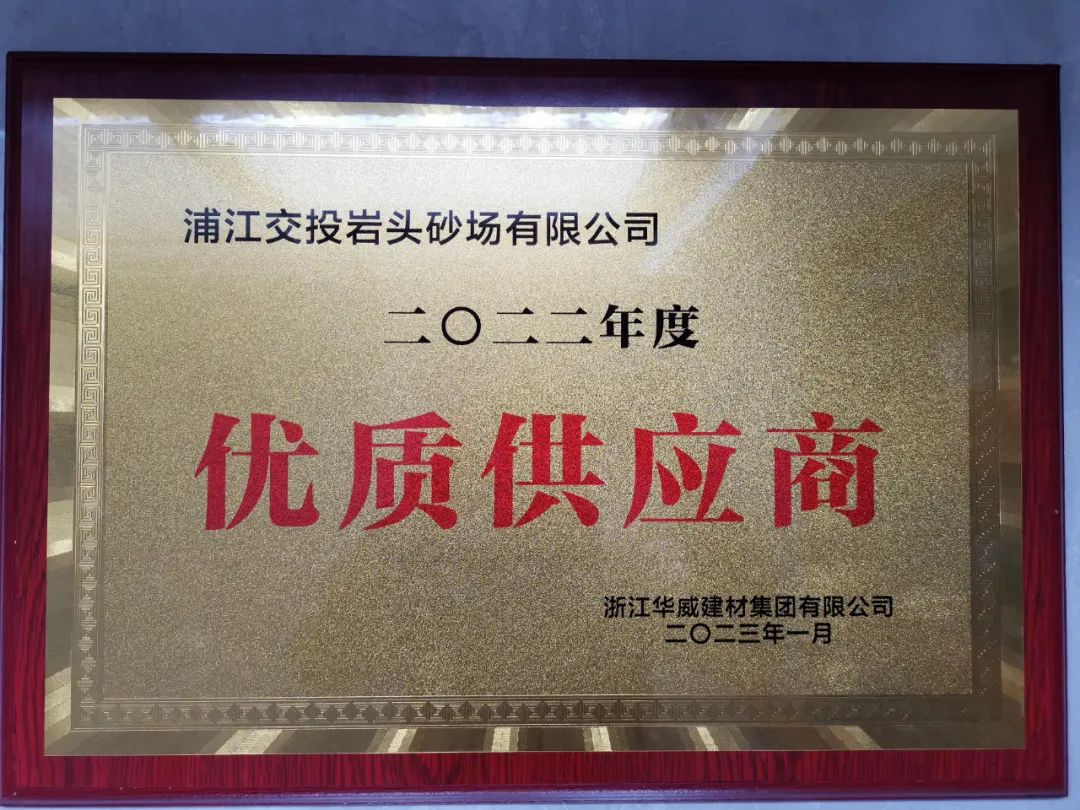 浦江交投岩头砂场有限公司
二〇二二年度
优质供应商
浙江华威建材集团有限公司
二〇二三年一月